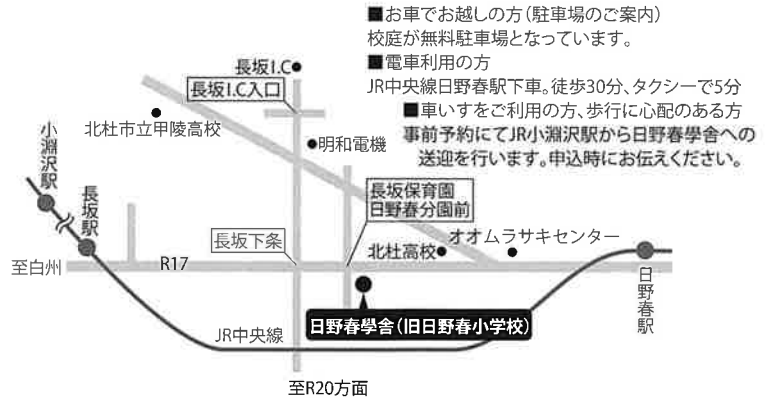 ■お車でお越しの方（駐車場のご案内）
校庭が無料駐車場となっています。
■電車利用の方
JR中央線日野春駅下車。徒歩30分、タクシーで5分
■車いすをご利用の方、歩行に心配のある方
事前予約にてJR小淵沢駅から日野春學舎への
送迎を行います。申込時にお伝えください。
長坂I.C
長坂I.C入口
北杜市立甲陵高校
明和電機
小淵沢駅
長坂駅
長坂保育園
日野春分園前
長坂下条
北杜高校
オオムラサキセンター
至白州
R17
日野春駅
日野春學舎（旧日野春小学校）
JR中央線
至R20方面